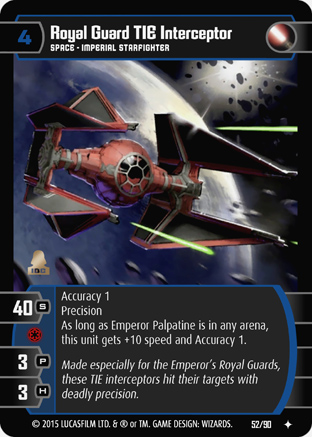 4
Royal Guard TIE Interceptor
SPACE • IMPERIAL STARFIGHTER
40 S
Accuracy 1
Precision
As long as Emperor Palpatine is in any arena,
this unit gets +10 speed and Accuracy 1.
3 P
Made especially for the Emperor's Royal Guards,
these TIE interceptors hit their targets with
3 H
deadly precision.
© 2015 LUCASFILM LTD. & ® or TM. GAME DESIGN: WIZARDS. 52/90